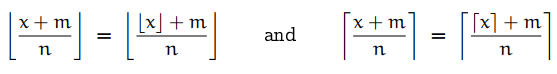 ⌊(x + m)/n⌋ = ⌊(⌊x⌋ + m)/n⌋ and ⌈(x + m)/n⌉ = ⌈(⌈x⌉ + m)/n⌉